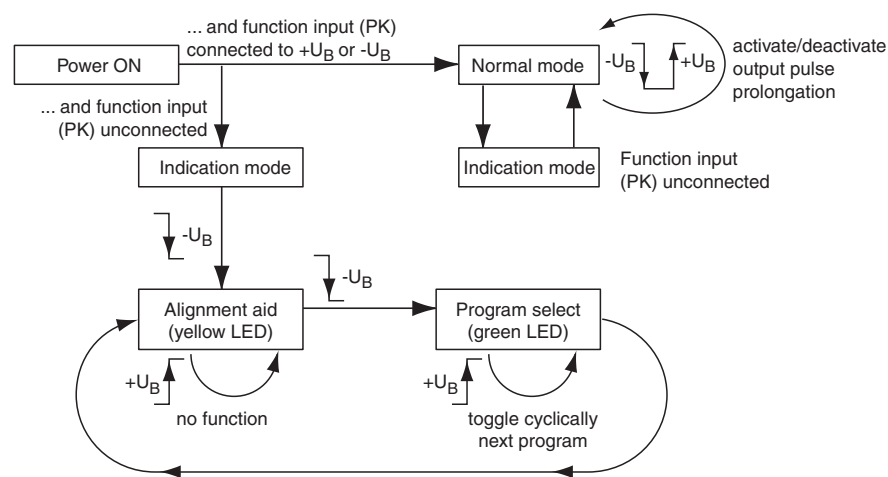 ... and function input (PK)
connected to +UB or -UB
Power ON
Normal mode
-UB
+UB
activate/deactivate
output pulse
prolongation
... and function input
(PK) unconnected
Indication mode
Indication mode
Function input
(PK) unconnected
-UB
-UB
Alignment aid
(yellow LED)
Program select
(green LED)
+UB
no function
+UB
toggle cyclically
next program